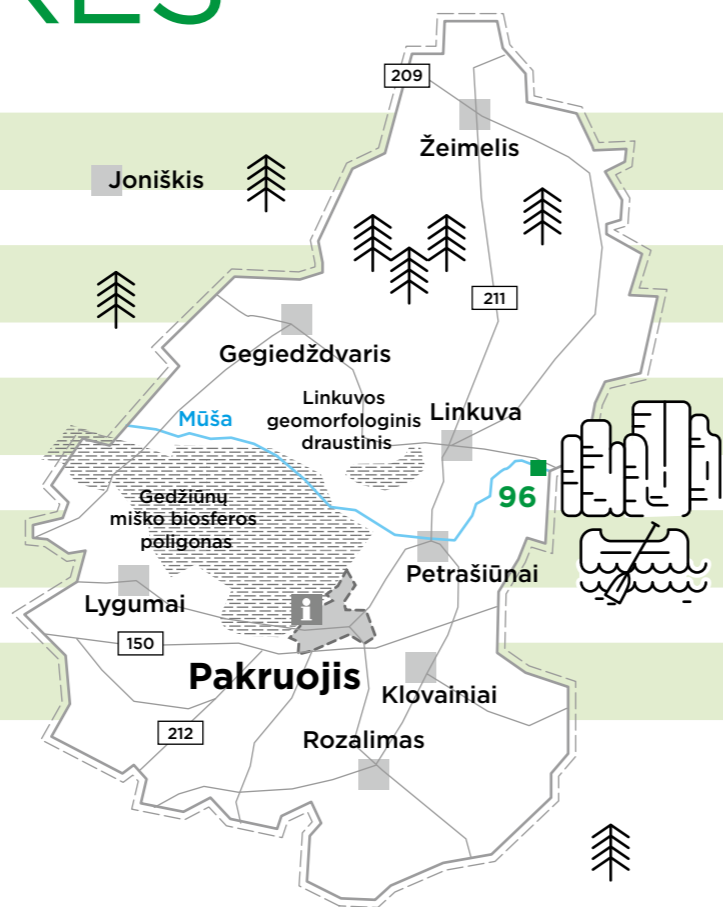 RES
209
Žeimelis
Joniškis
211
Gegiedždvaris
Linkuvos
geomorfologinis
draustinis
Linkuva
Mūša
96
Gedžiūnų
miško biosferos
poligonas
Petrašiūnai
Lygumai
i
150
Pakruojis
Klovainiai
212
Rozalimas